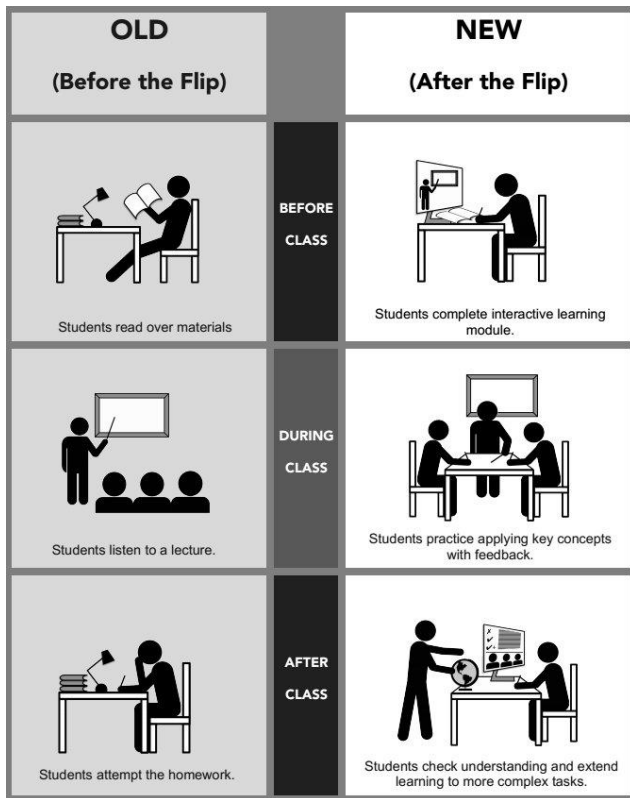 OLD
(Before the Flip)
NEW
(After the Flip)
BEFORE
CLASS
Students read over materials
Students complete interactive learning
module.
DURING
CLASS
Students listen to a lecture.
Students practice applying key concepts
with feedback.
AFTER
CLASS
Students attempt the homework.
Students check understanding and extend
learning to more complex tasks.